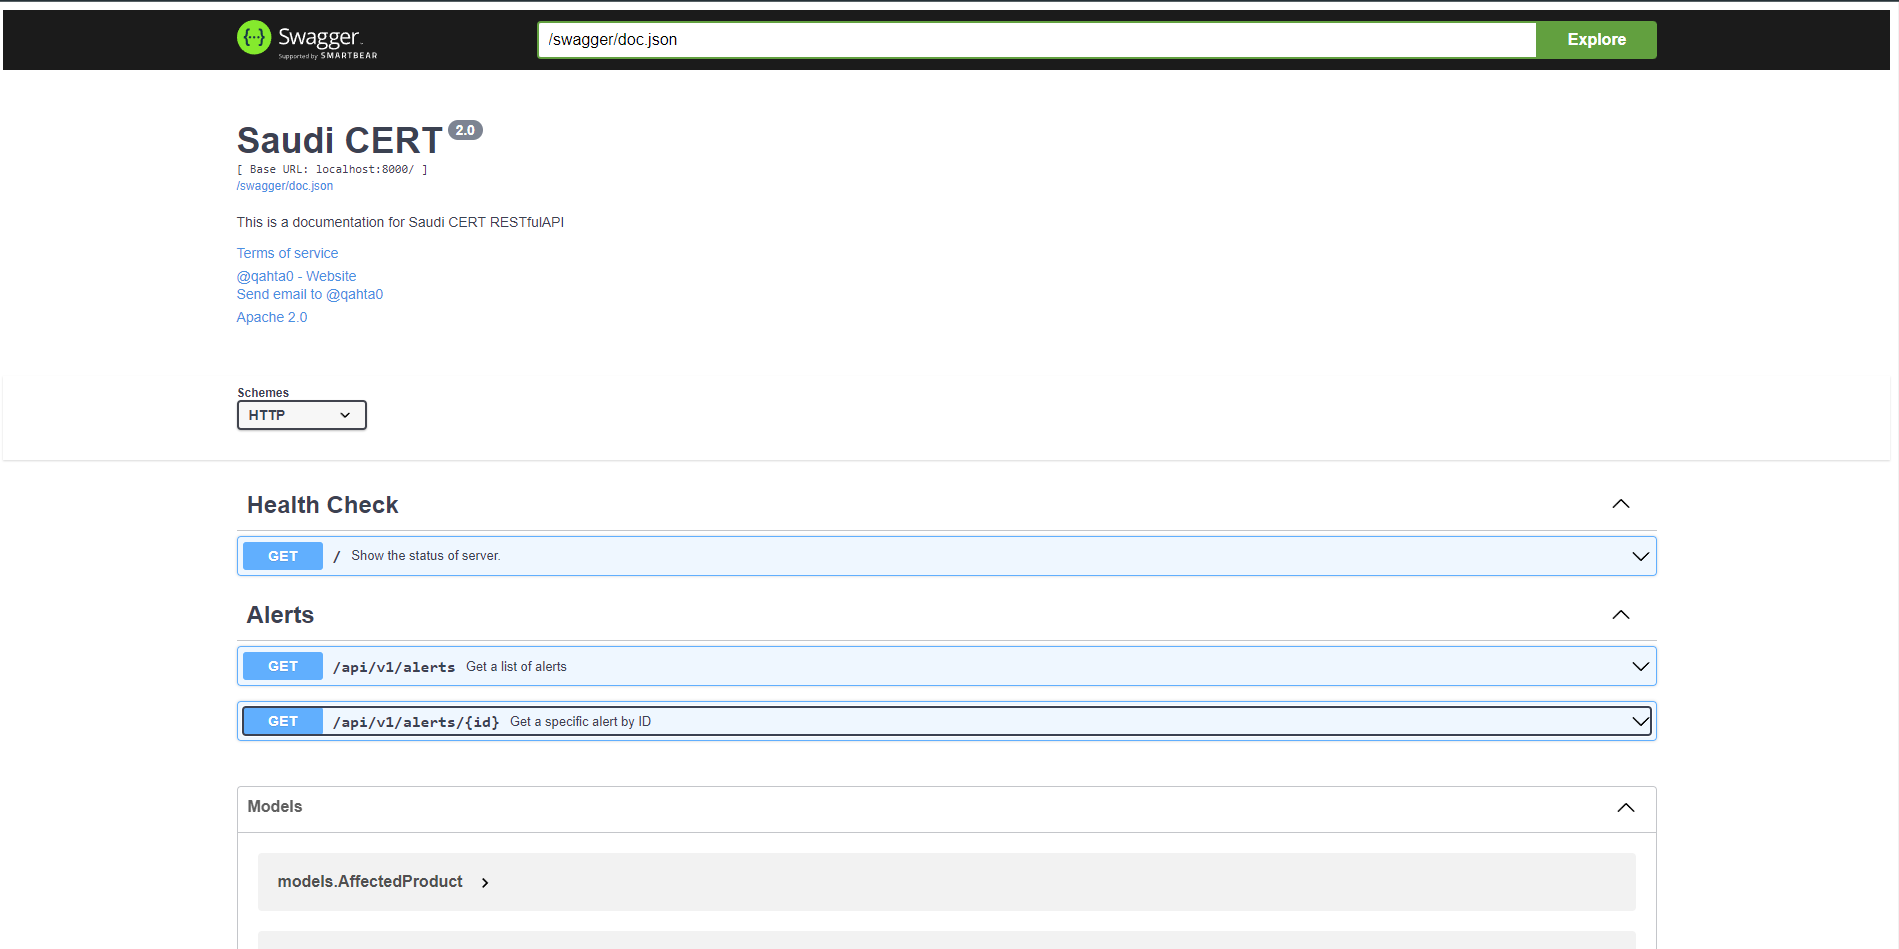 {···} Swagger
Supported by SMARTBEAR
/swagger/doc.json
Explore
Saudi CERT 2.0
[ Base URL: localhost:8000/ ]
/swagger/doc.json
This is a documentation for Saudi CERT RESTfulAPI
Terms of service
@qahta0 - Website
Send email to @qahta0
Apache 2.0
Schemes
HTTP
Health Check
GET / Show the status of server.
Alerts
GET /api/v1/alerts Get a list of alerts
GET /api/v1/alerts/{id} Get a specific alert by ID
Models
models.AffectedProduct